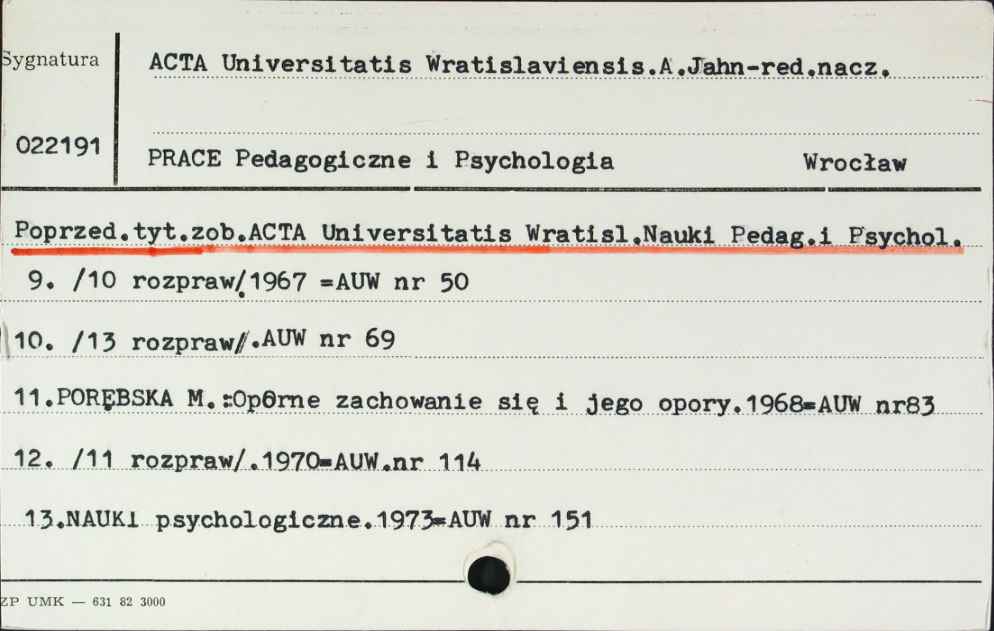 Sygnatura
ACTA Universitatis Wratislaviensis.A.Jahn-red.nacz.
022191
PRACE Pedagogiczne i Psychologia Wrocław
Poprzed.tyt.zob.ACTA Universitatis Wratisl.Nauki Pedag.i Psychol.
9. /10 rozpraw/.1967 =AUW nr 50
10. /13 rozpraw/.AUW nr 69
11.PORĘBSKA M.:Opórne zachowanie się i jego opory.1968=AUW nr83
12. /11 rozpraw/.1970=AUW.nr 114
13.NAUKI psychologiczne.1973=AUW nr 151
ZP UMK — 631 82 3000